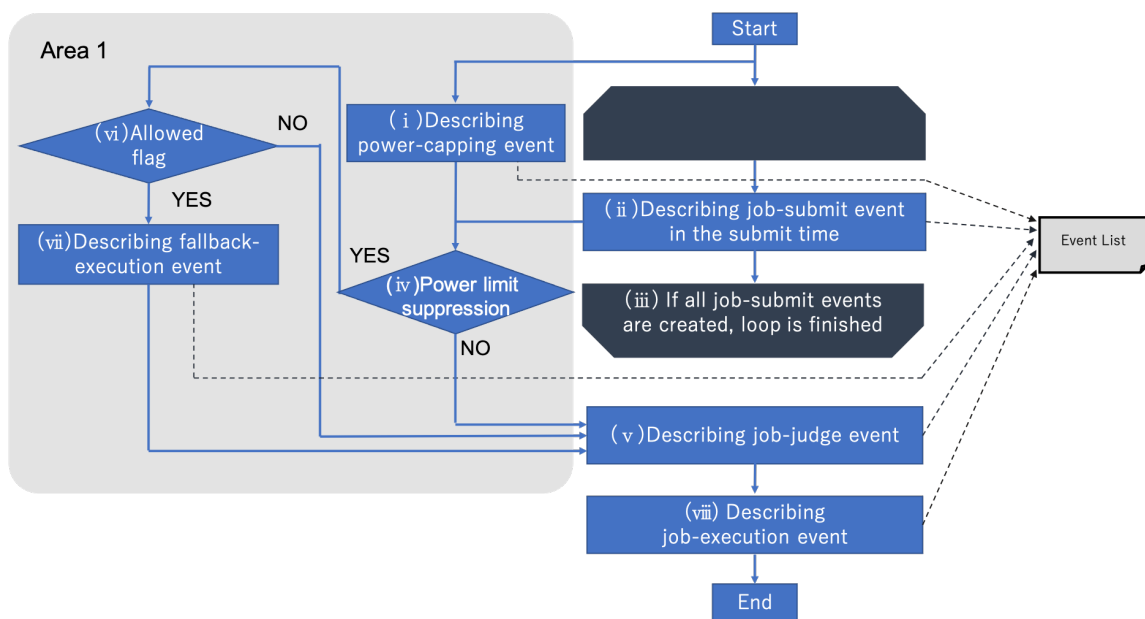 Area 1
Start
(ⅰ)Describing
power-capping event
(ⅵ)Allowed
flag
NO
YES
(ⅱ)Describing job-submit event
in the submit time
Event List
(ⅶ)Describing fallback-
execution event
YES
(ⅳ)Power limit
suppression
(ⅲ) If all job-submit events
are created, loop is finished
NO
(ⅴ)Describing job-judge event
(ⅷ) Describing
job-execution event
End